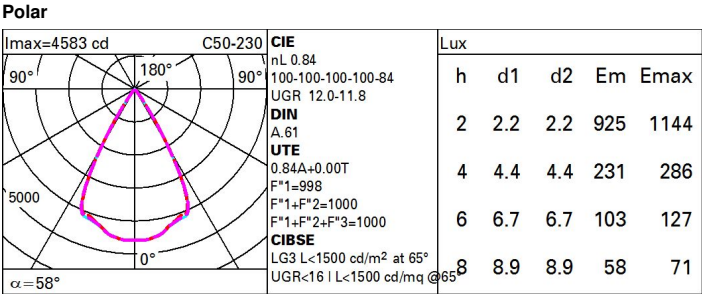 Polar
Imax=4583 cd C50-230
90° 180° 90°
5000
0°
α=58°
CIE
nL 0.84
100-100-100-100-84
UGR 12.0-11.8
DIN
A.61
UTE
0.84A+0.00T
F"1=998
F"1+F"2=1000
F"1+F"2+F"3=1000
CIBSE
LG3 L<1500 cd/m² at 65°
UGR<16 | L<1500 cd/mq @65°
Lux
h d1 d2 Em Emax
2 2.2 2.2 925 1144
4 4.4 4.4 231 286
6 6.7 6.7 103 127
8 8.9 8.9 58 71